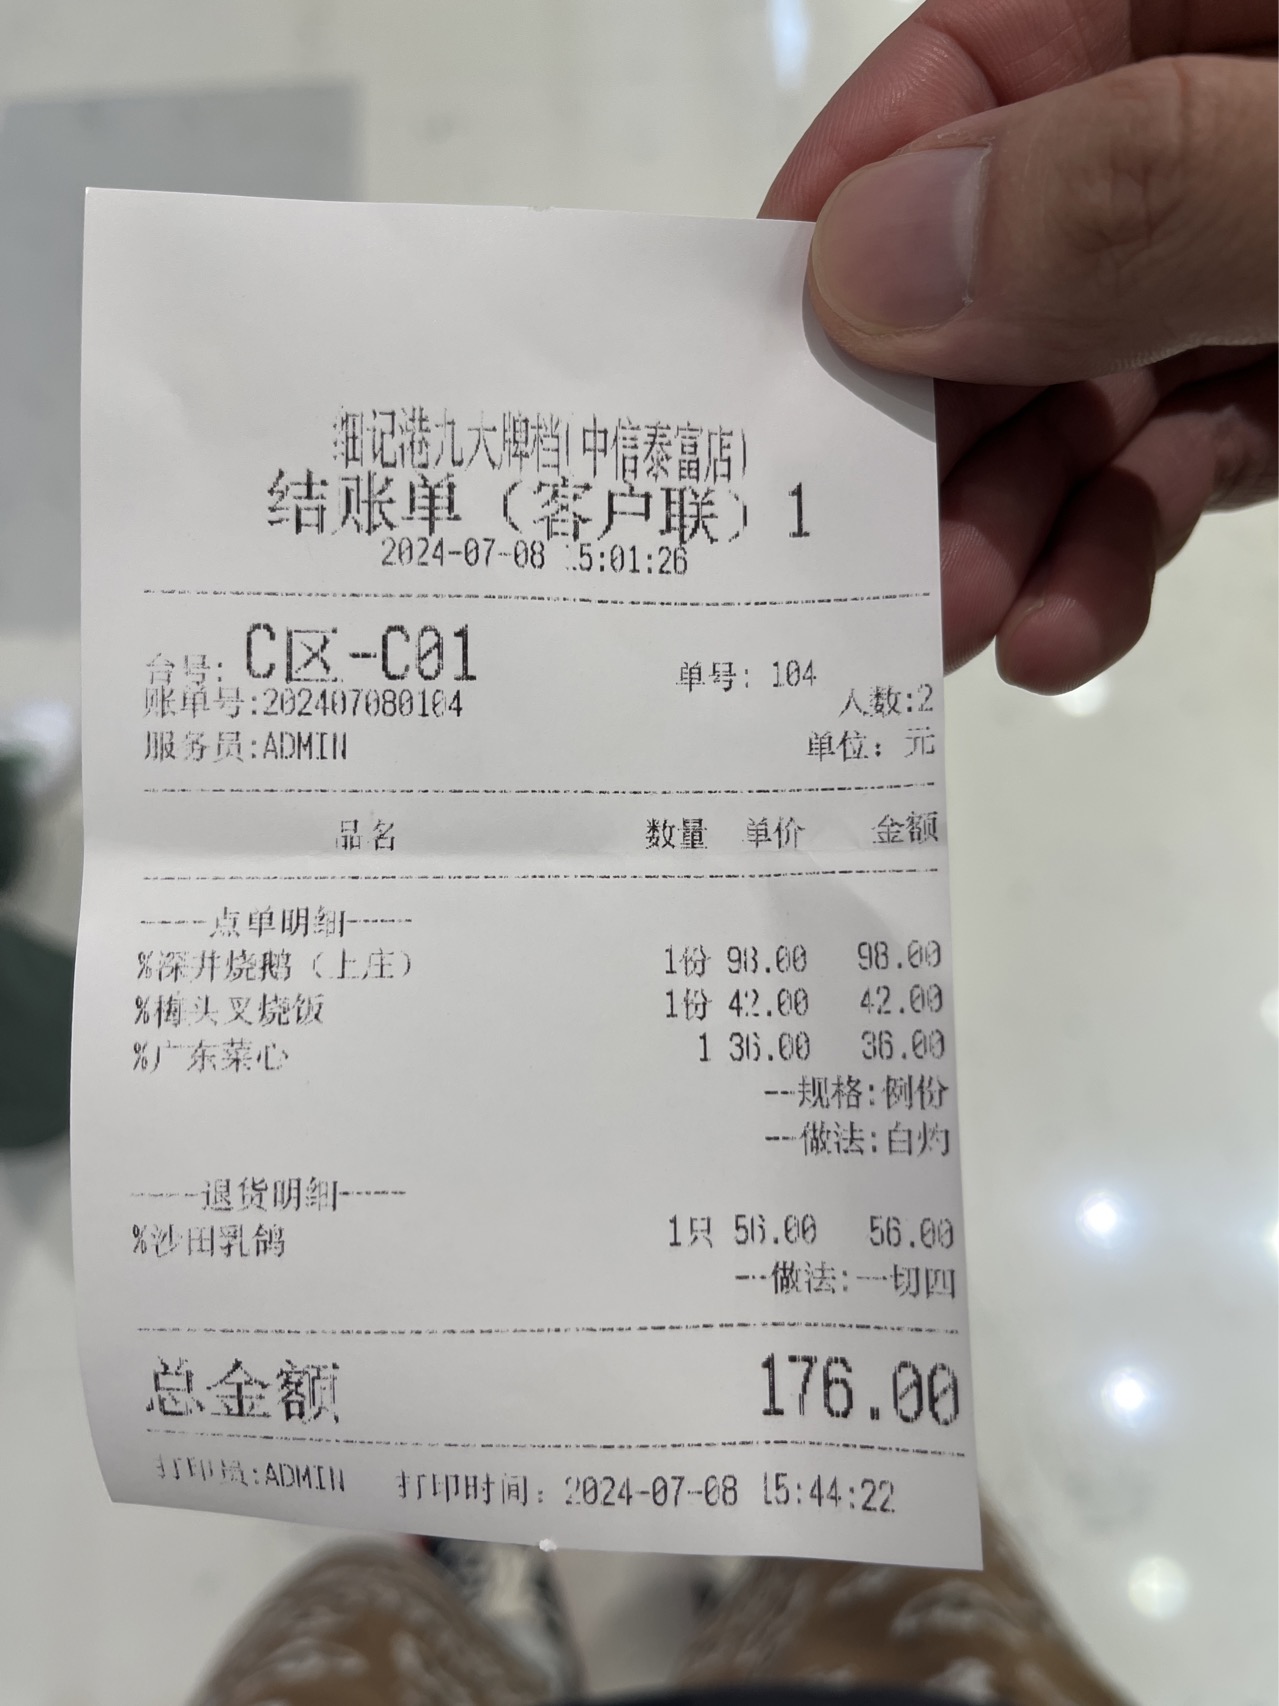 细记港九大牌档(中信泰富店)
结账单（客户联）1
2024-07-08 15:01:26
台号: C区-C01 单号: 104
账单号:202407080104 人数:2
服务员:ADMIN 单位: 元
品名 数量 单价 金额
----点单明细----
%深井烧鹅（上庄） 1份 98.00 98.00
%梅头叉烧饭 1份 42.00 42.00
%广东菜心 1 36.00 36.00
--规格:例份
--做法:白灼
----退货明细----
%沙田乳鸽 1只 56.00 56.00
--做法:一切四
总金额 176.00
打印员:ADMIN 打印时间: 2024-07-08 15:44:22